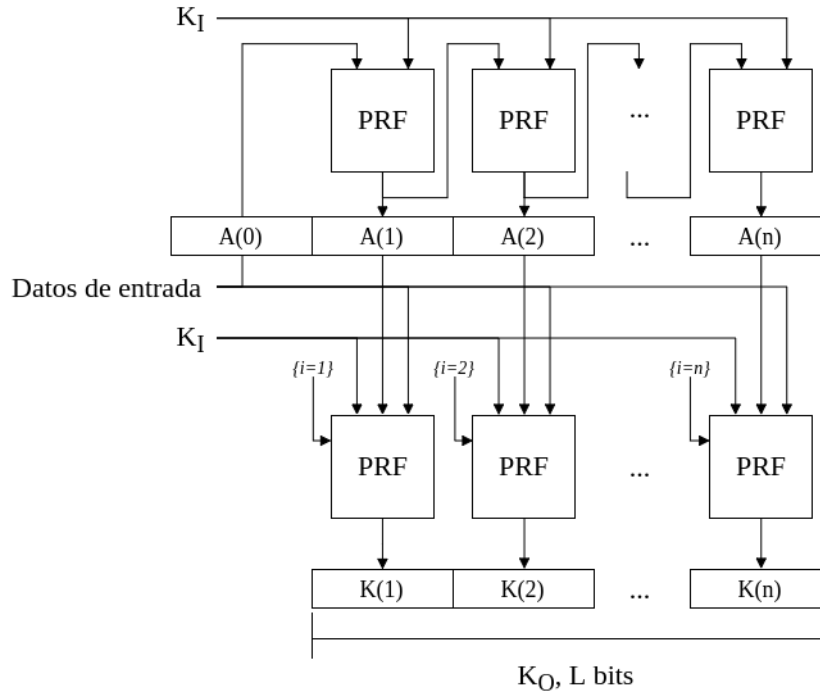 K_I
PRF PRF ... PRF
A(0) A(1) A(2) ... A(n)
Datos de entrada
K_I
{i=1} {i=2} {i=n}
PRF PRF ... PRF
K(1) K(2) ... K(n)
K_O, L bits